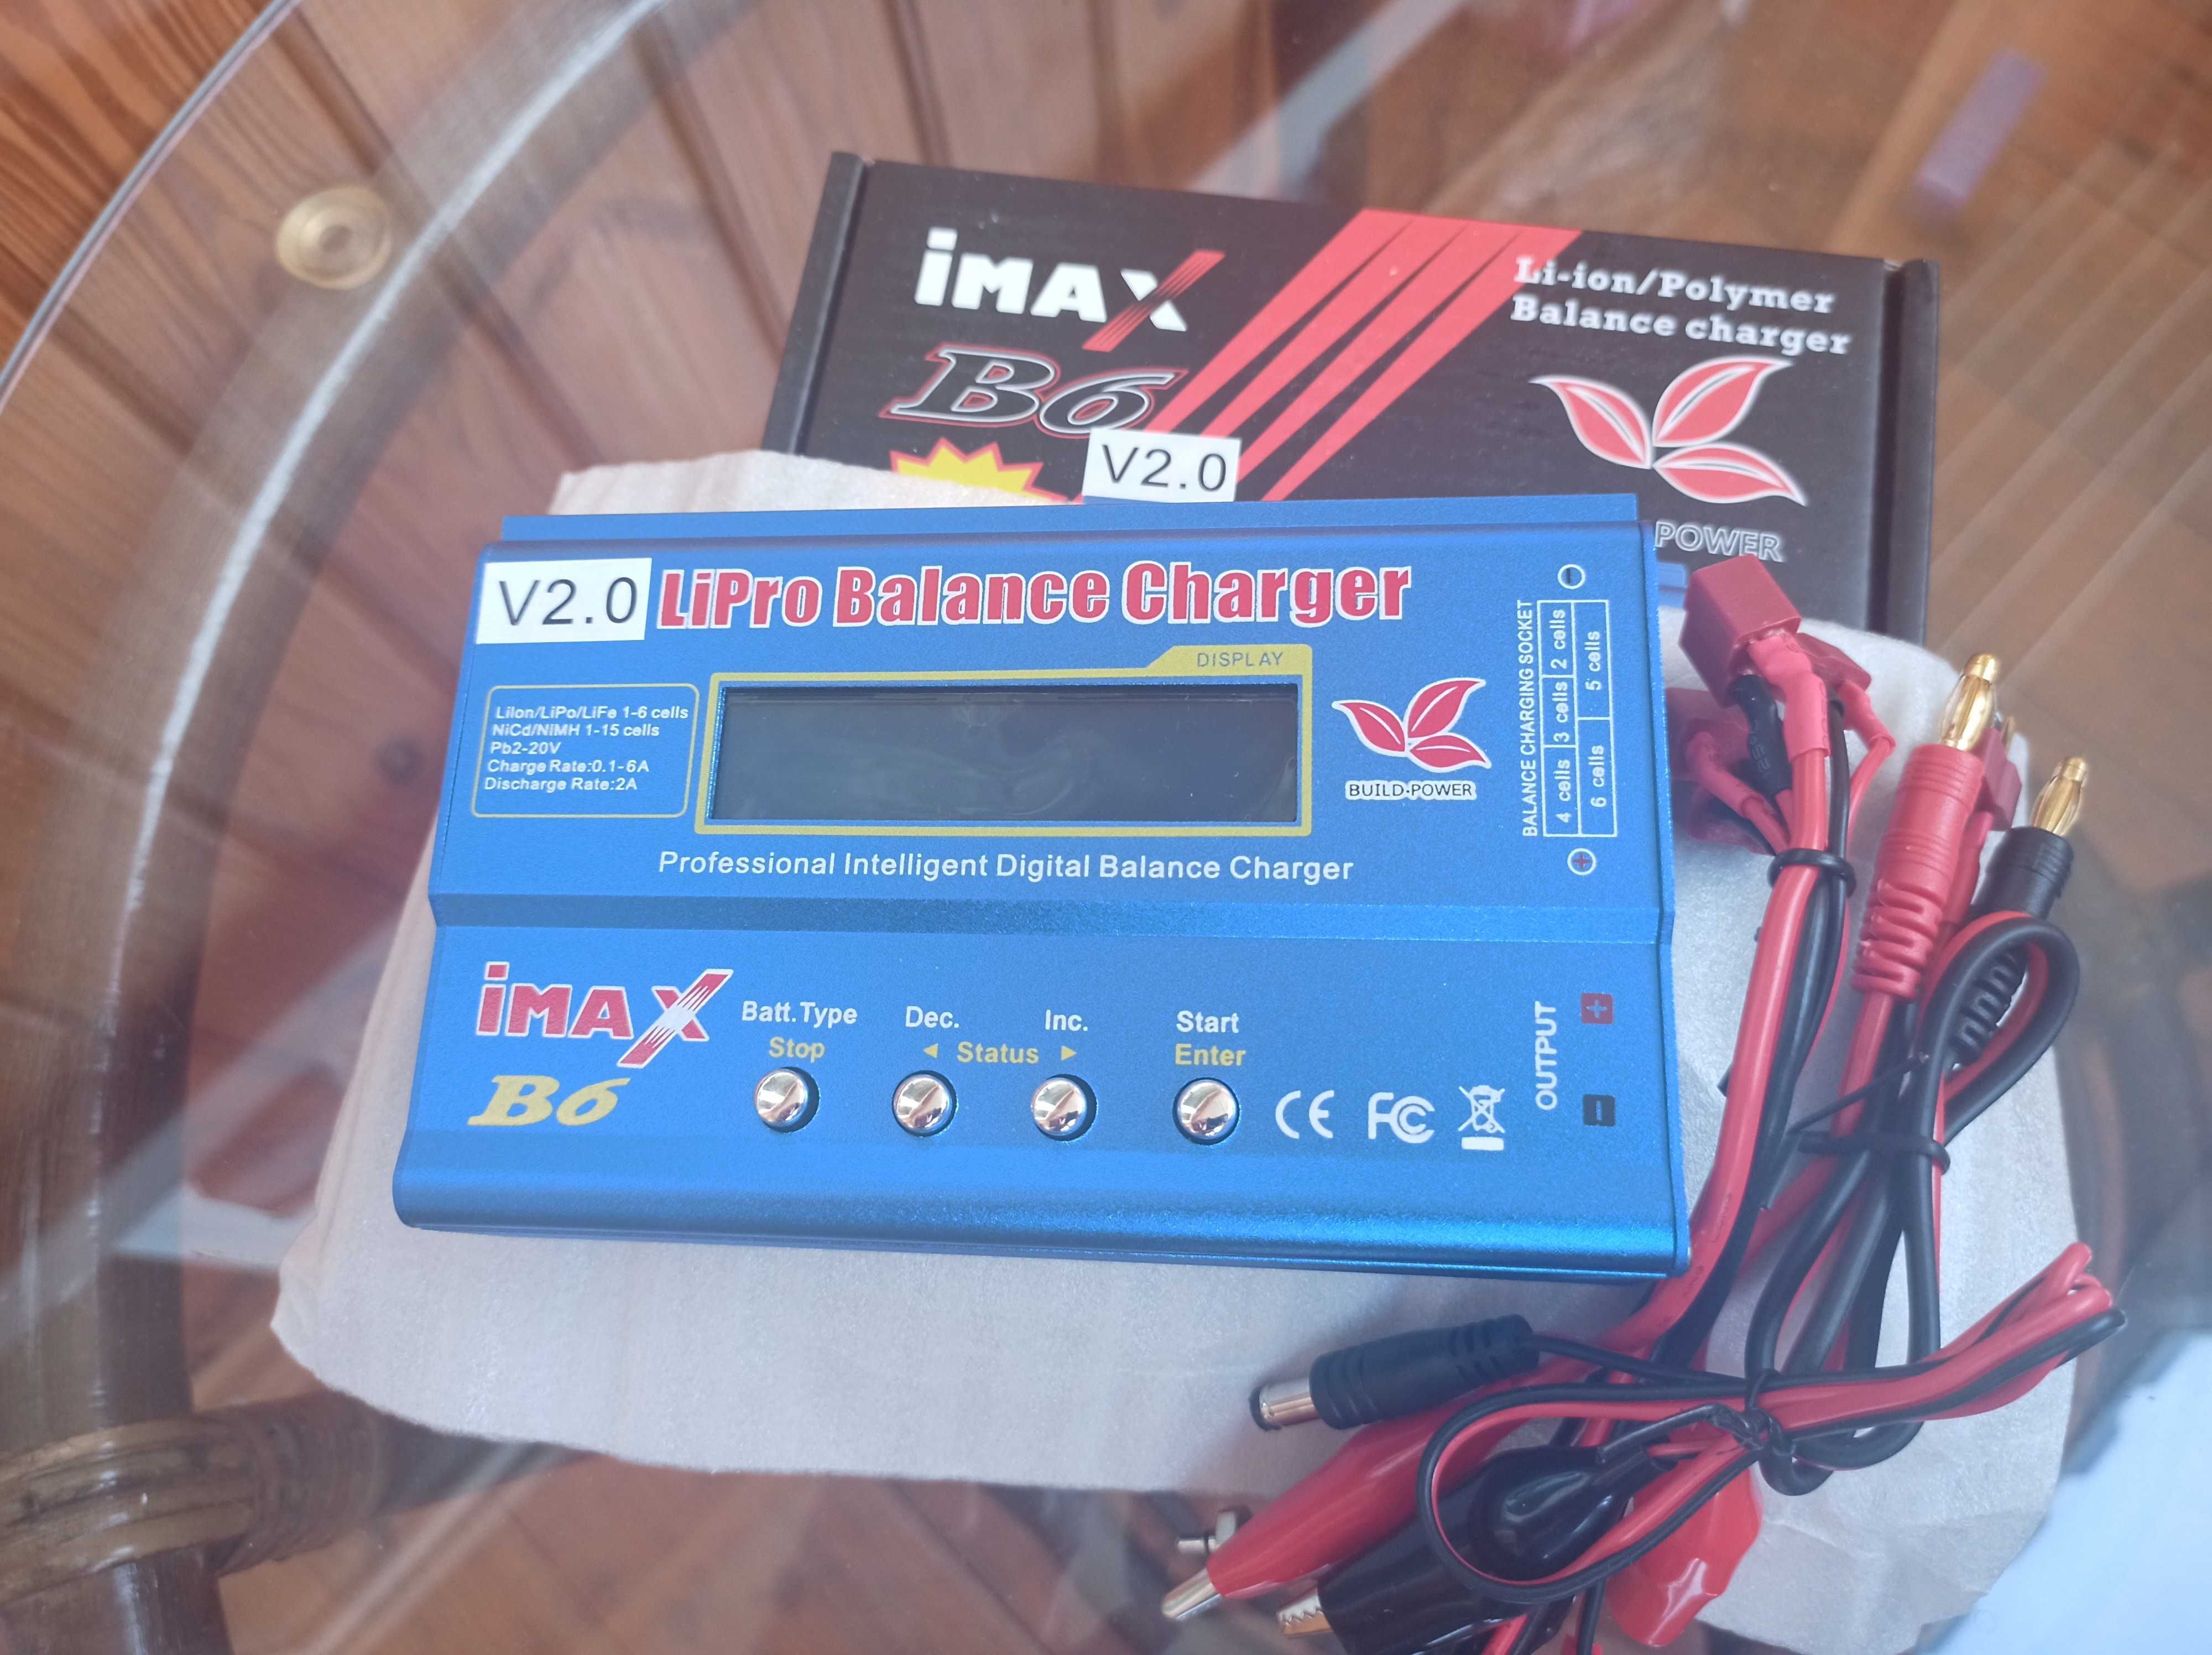 iMAX
B6
V2.0
Li-ion/Polymer
Balance charger
POWER
V2.0
LiPro Balance Charger
DISPLAY
LiIon/LiPo/LiFe 1-6 cells
NiCd/NiMH 1-15 cells
Pb2-20V
Charge Rate:0.1-6A
Discharge Rate:2A
BUILD-POWER
BALANCE CHARGING SOCKET
4 cells 3 cells 2 cells
6 cells 5 cells
Professional Intelligent Digital Balance Charger
iMAX
B6
Batt.Type
Stop
Dec.
Inc.
◄ Status ►
Start
Enter
CE FC
OUTPUT
+
-